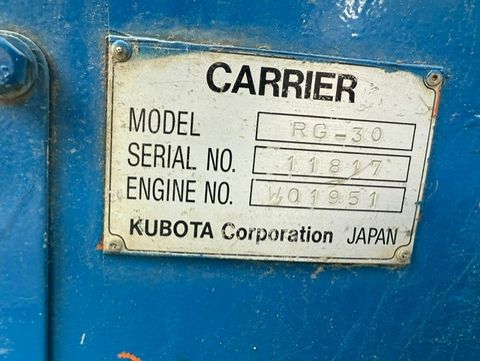 CARRIER
MODEL RG-30
SERIAL NO. 11817
ENGINE NO. W01951
KUBOTA Corporation JAPAN